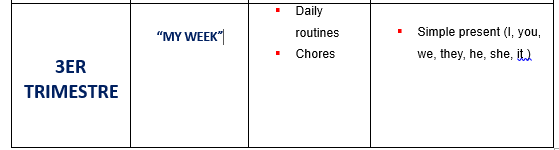 3ER
TRIMESTRE
“MY WEEK”
▪ Daily
routines
▪ Chores
▪ Simple present (I, you,
we, they, he, she, it.)